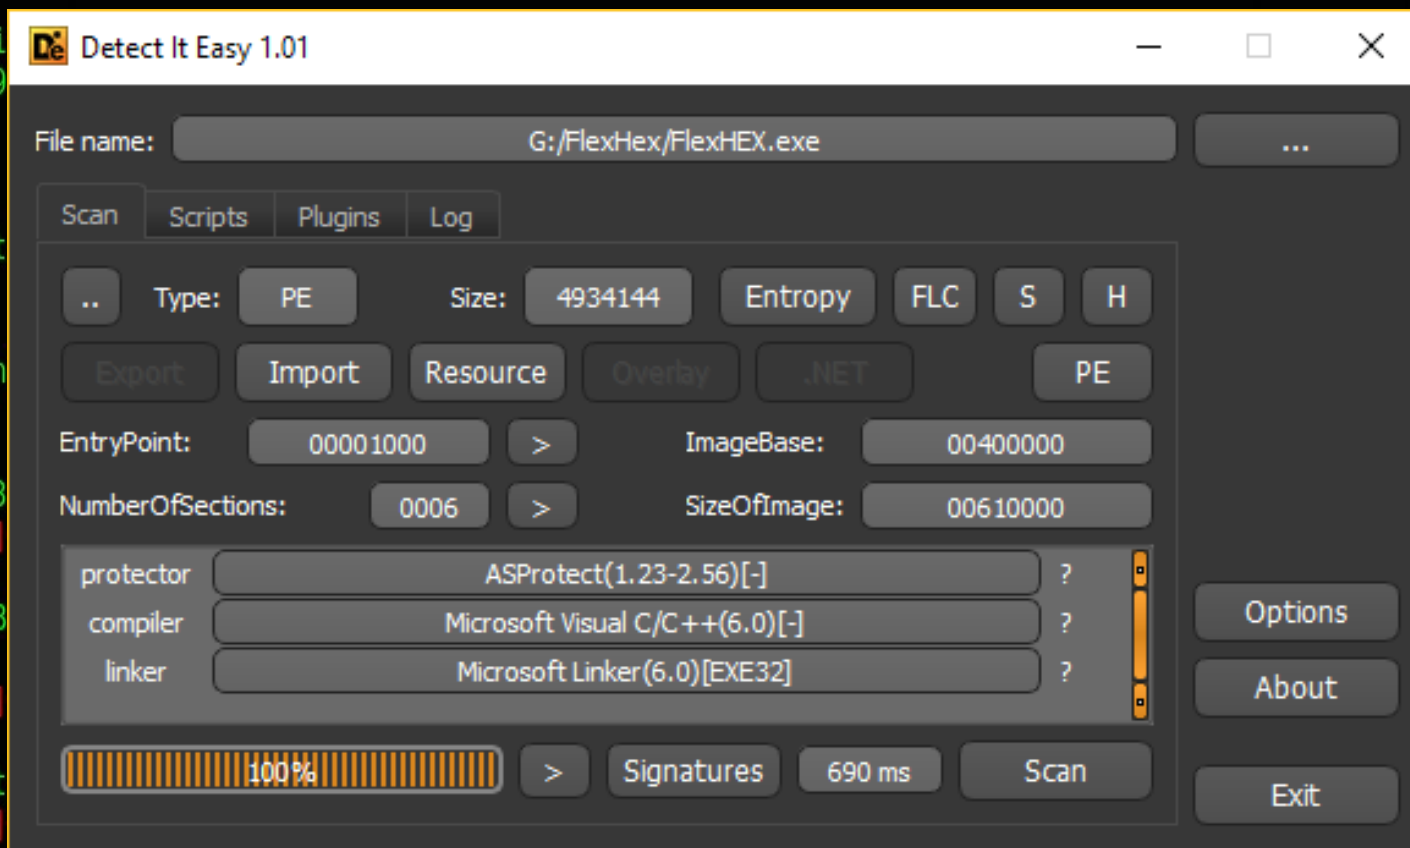 Detect It Easy 1.01
File name: G:/FlexHex/FlexHEX.exe ...
Scan Scripts Plugins Log
.. Type: PE Size: 4934144 Entropy FLC S H
Export Import Resource Overlay .NET PE
EntryPoint: 00001000 > ImageBase: 00400000
NumberOfSections: 0006 > SizeOfImage: 00610000
protector ASProtect(1.23-2.56)[-] ?
compiler Microsoft Visual C/C++(6.0)[-] ?
Options
linker Microsoft Linker(6.0)[EXE32] ?
About
100% > Signatures 690 ms Scan
Exit